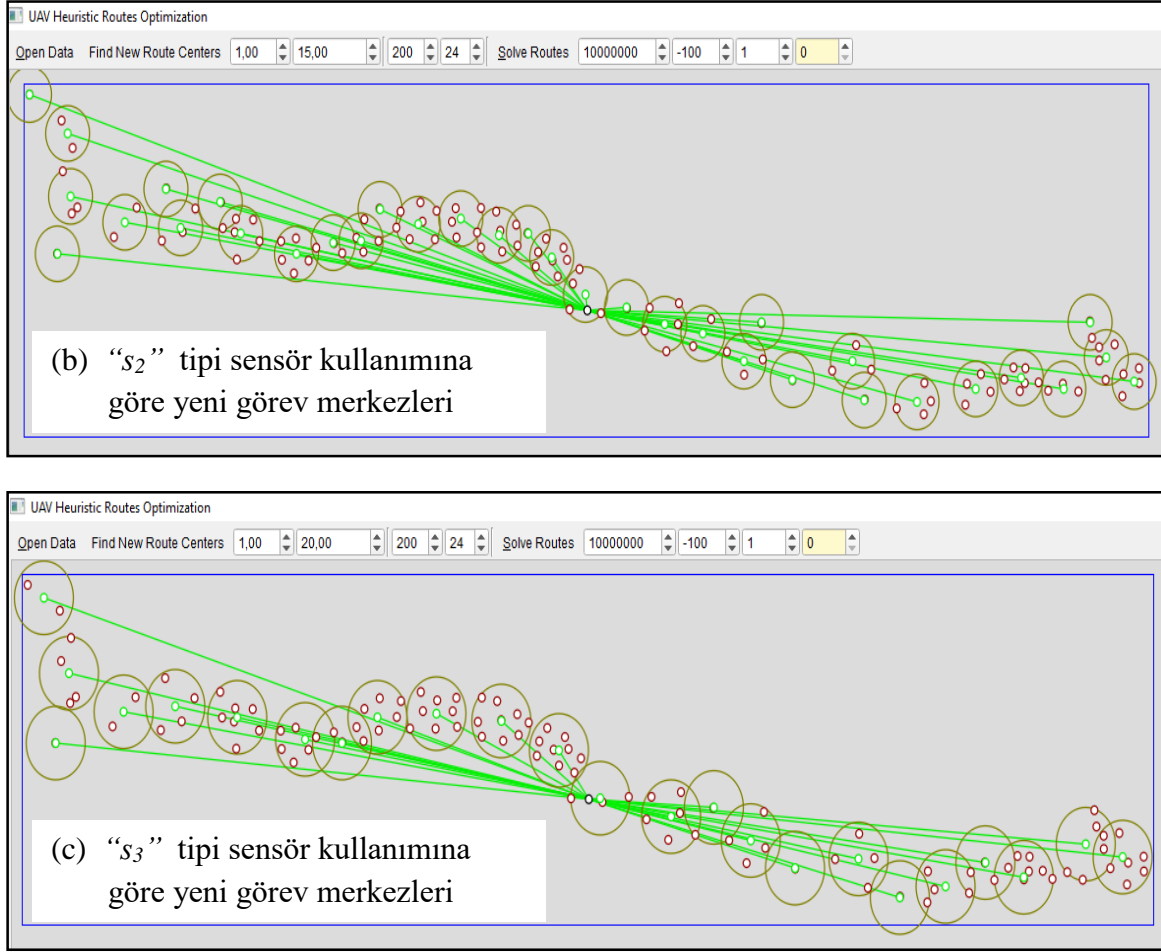 UAV Heuristic Routes Optimization
Open Data Find New Route Centers 1,00 15,00 200 24 Solve Routes 10000000 -100 1 0
(b) “s2” tipi sensör kullanımına
göre yeni görev merkezleri
UAV Heuristic Routes Optimization
Open Data Find New Route Centers 1,00 20,00 200 24 Solve Routes 10000000 -100 1 0
(c) “s3” tipi sensör kullanımına
göre yeni görev merkezleri